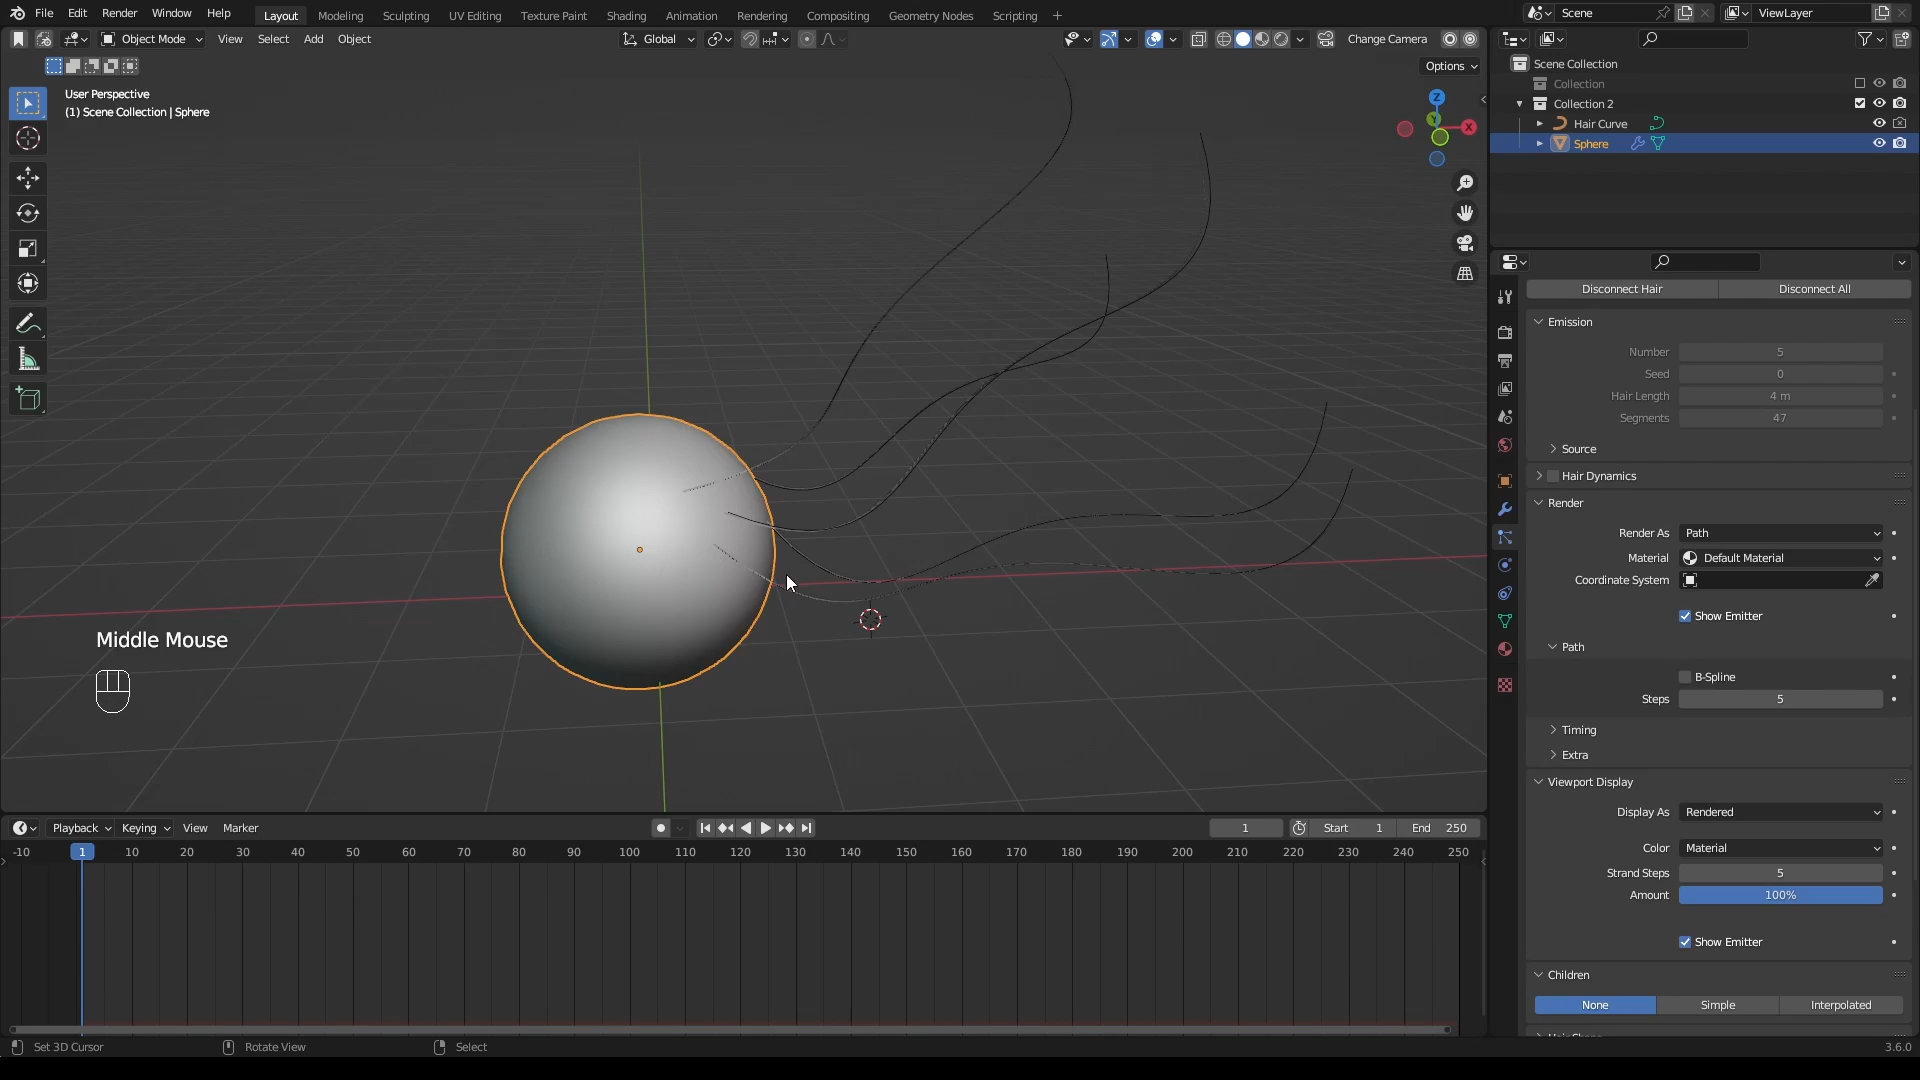 File Edit Render Window Help Layout Modeling Sculpting UV Editing Texture Paint Shading Animation Rendering Compositing Geometry Nodes Scripting + Scene ViewLayer
Object Mode View Select Add Object Global Change Camera
Options
User Perspective
(1) Scene Collection | Sphere
Z
Y
X
Middle Mouse
Scene Collection
Collection
Collection 2
Hair Curve
Sphere
Disconnect Hair Disconnect All
Emission
Number 5
Seed 0
Hair Length 4 m
Segments 47
Source
Hair Dynamics
Render
Render As Path
Material Default Material
Coordinate System
Show Emitter
Path
B-Spline
Steps 5
Timing
Extra
Viewport Display
Display As Rendered
Color Material
Strand Steps 5
Amount 100%
Show Emitter
Children
None Simple Interpolated
Playback Keying View Marker 1 Start 1 End 250
-10 1 10 20 30 40 50 60 70 80 90 100 110 120 130 140 150 160 170 180 190 200 210 220 230 240 250
Set 3D Cursor Rotate View Select 3.6.0